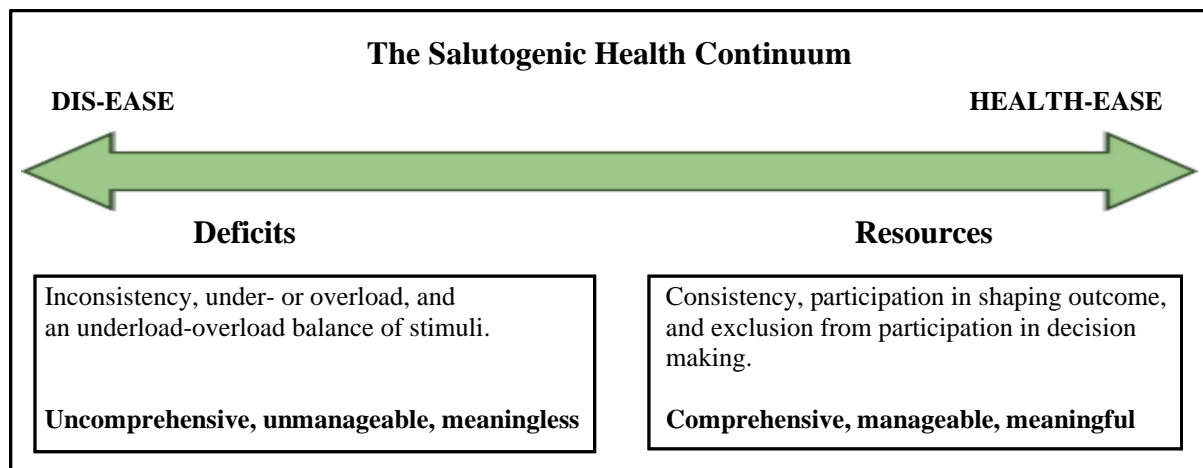 The Salutogenic Health Continuum
DIS-EASE
HEALTH-EASE
Deficits
Resources
Inconsistency, under- or overload, and
an underload-overload balance of stimuli.
Uncomprehensive, unmanageable, meaningless
Consistency, participation in shaping outcome,
and exclusion from participation in decision
making.
Comprehensive, manageable, meaningful